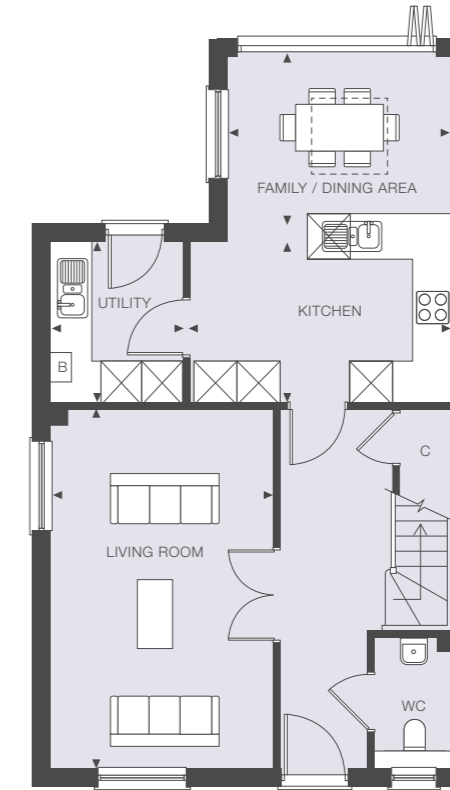 FAMILY / DINING AREA
UTILITY
KITCHEN
B
C
LIVING ROOM
WC